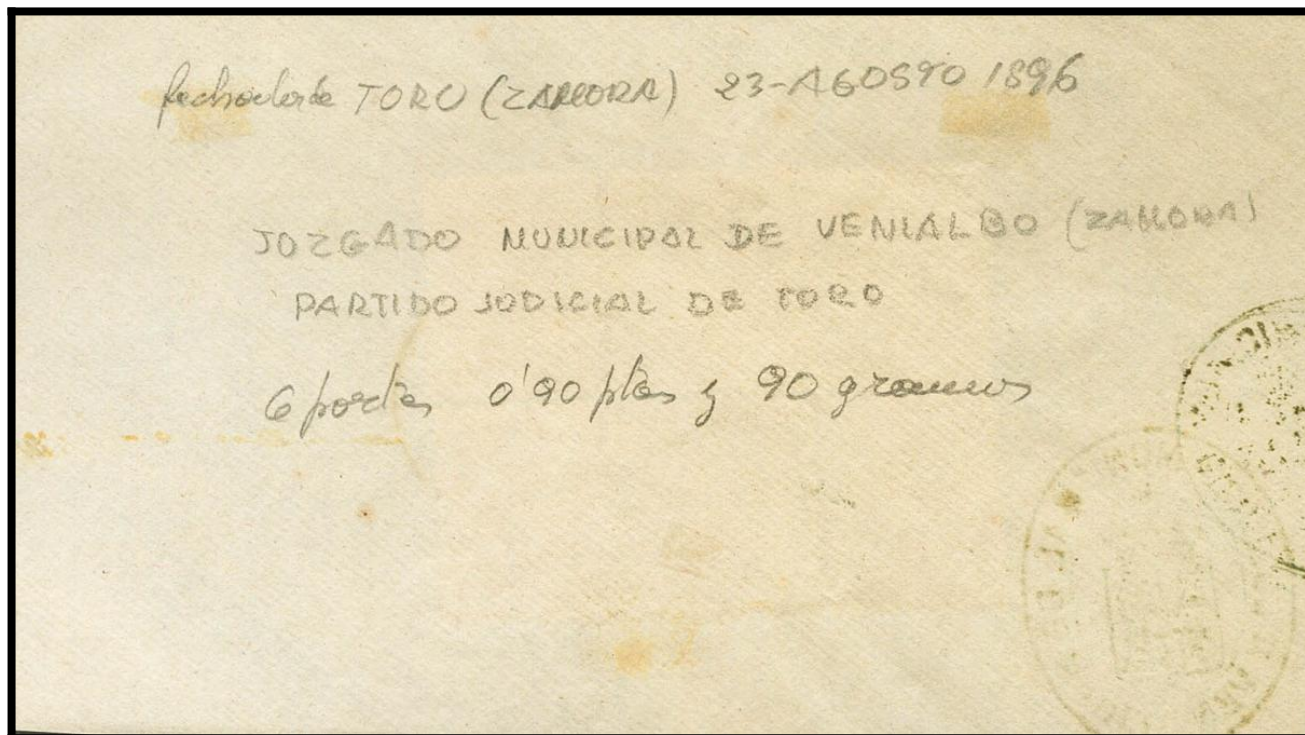 fechador de TORO (ZAMORA) 23-AGOSTO 1896
JUZGADO MUNICIPAL DE VENIALBO (ZAMORA)
PARTIDO JUDICIAL DE TORO
6 portes 0'90 ptas y 90 gramos